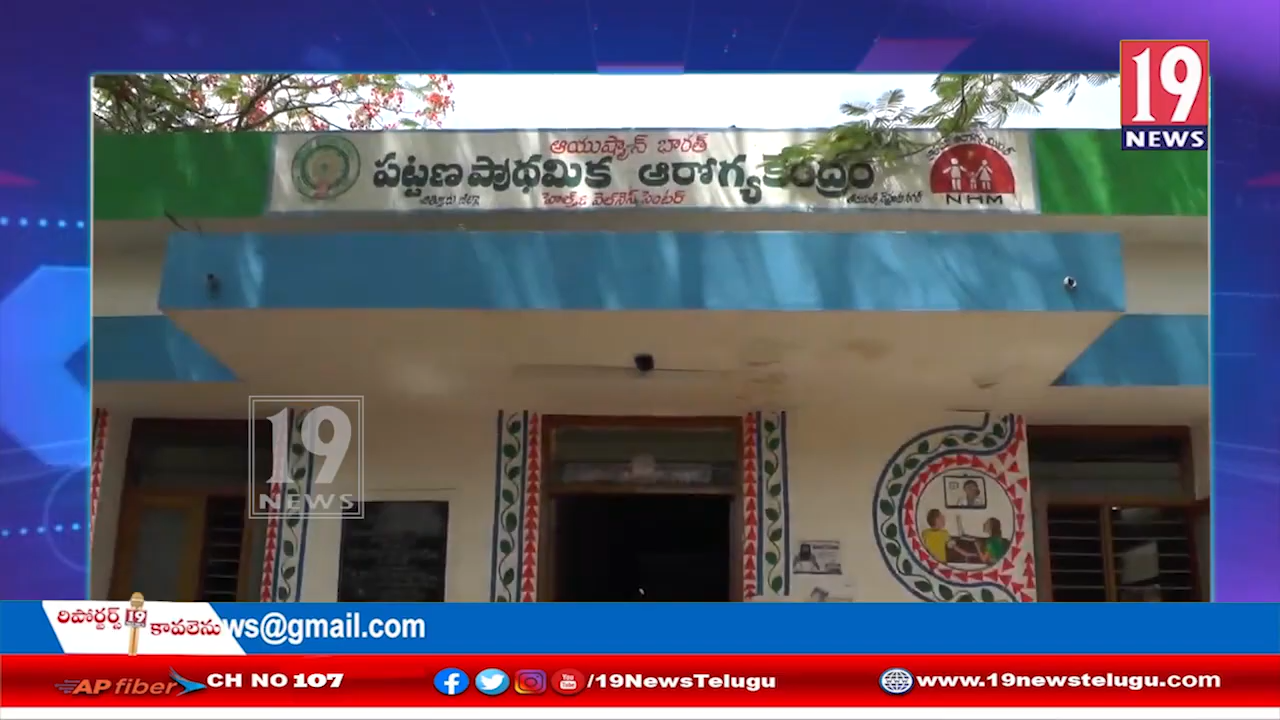 19
NEWS
ఆయుష్మాన్ భారత్
పట్టణ ప్రాథమిక ఆరోగ్య కేంద్రం
హెల్త్ & వెల్‌నెస్ సెంటర్
NHM
19
NEWS
రిపోర్టర్స్ 19 కావలెను
ws@gmail.com
AP fiber CH NO 107
/19NewsTelugu
www.19newstelugu.com